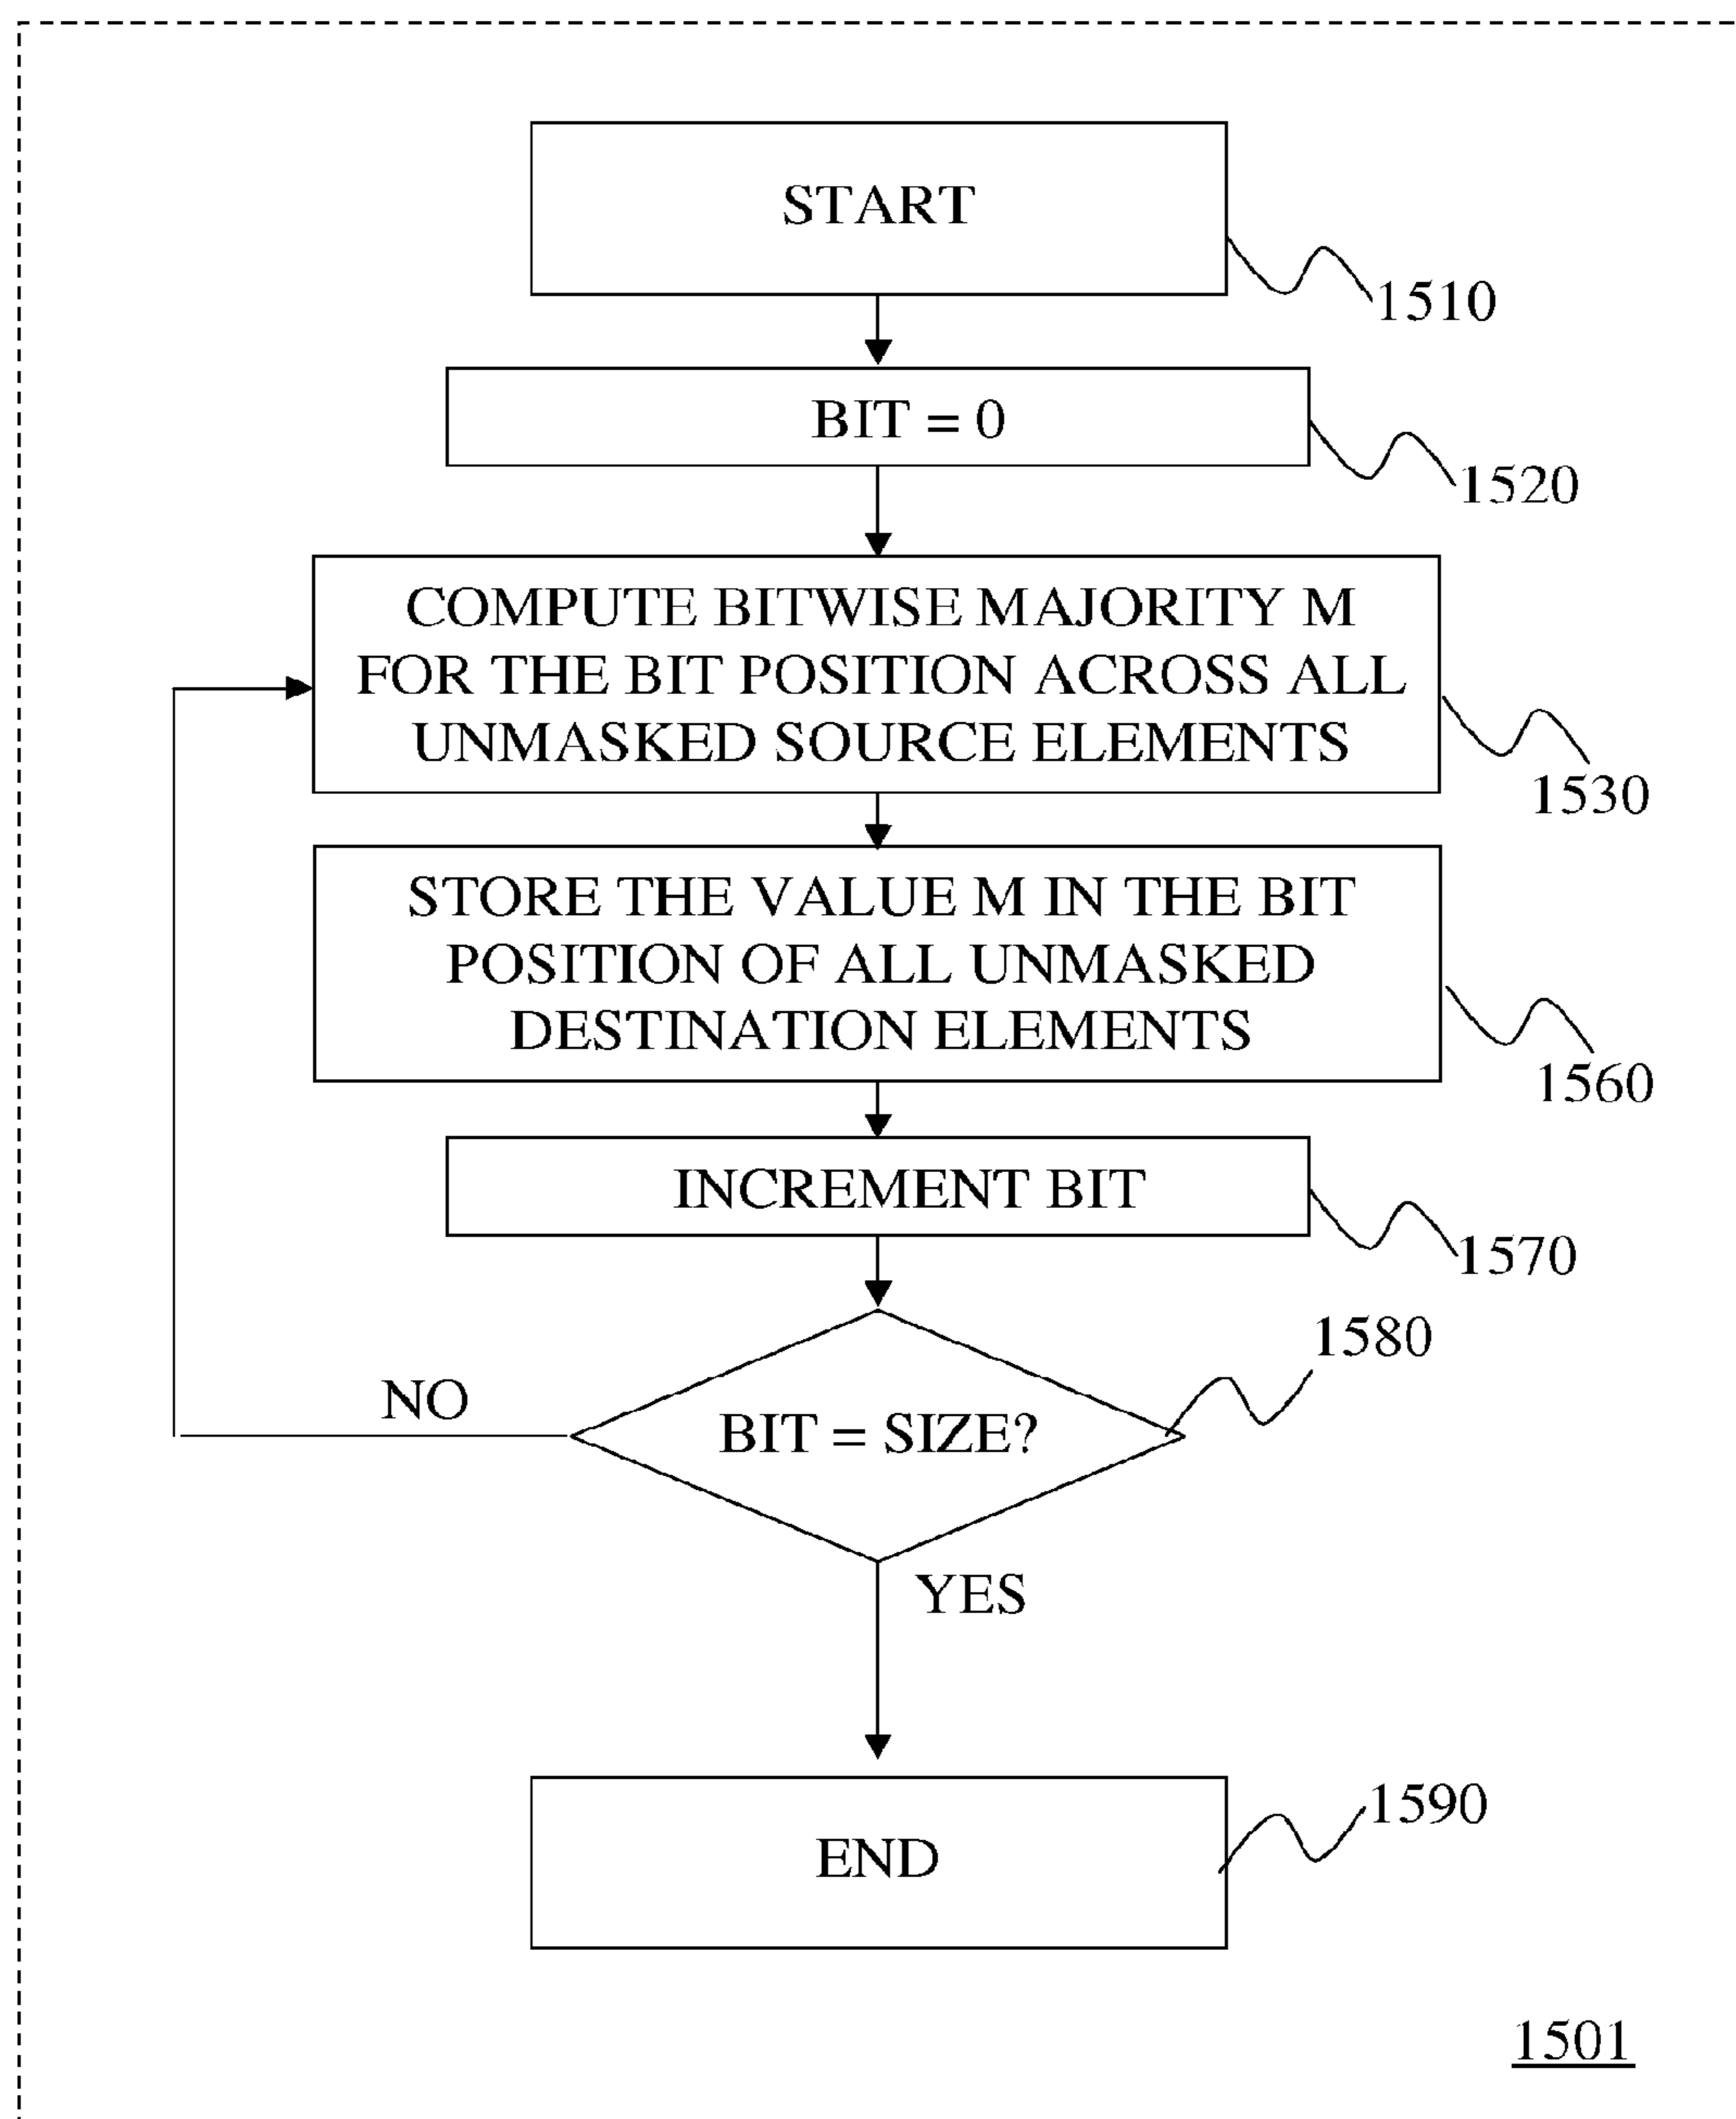 START
1510
BIT = 0
1520
COMPUTE BITWISE MAJORITY M
FOR THE BIT POSITION ACROSS ALL
UNMASKED SOURCE ELEMENTS
1530
STORE THE VALUE M IN THE BIT
POSITION OF ALL UNMASKED
DESTINATION ELEMENTS
1560
INCREMENT BIT
1570
1580
NO
BIT = SIZE?
YES
1590
END
1501